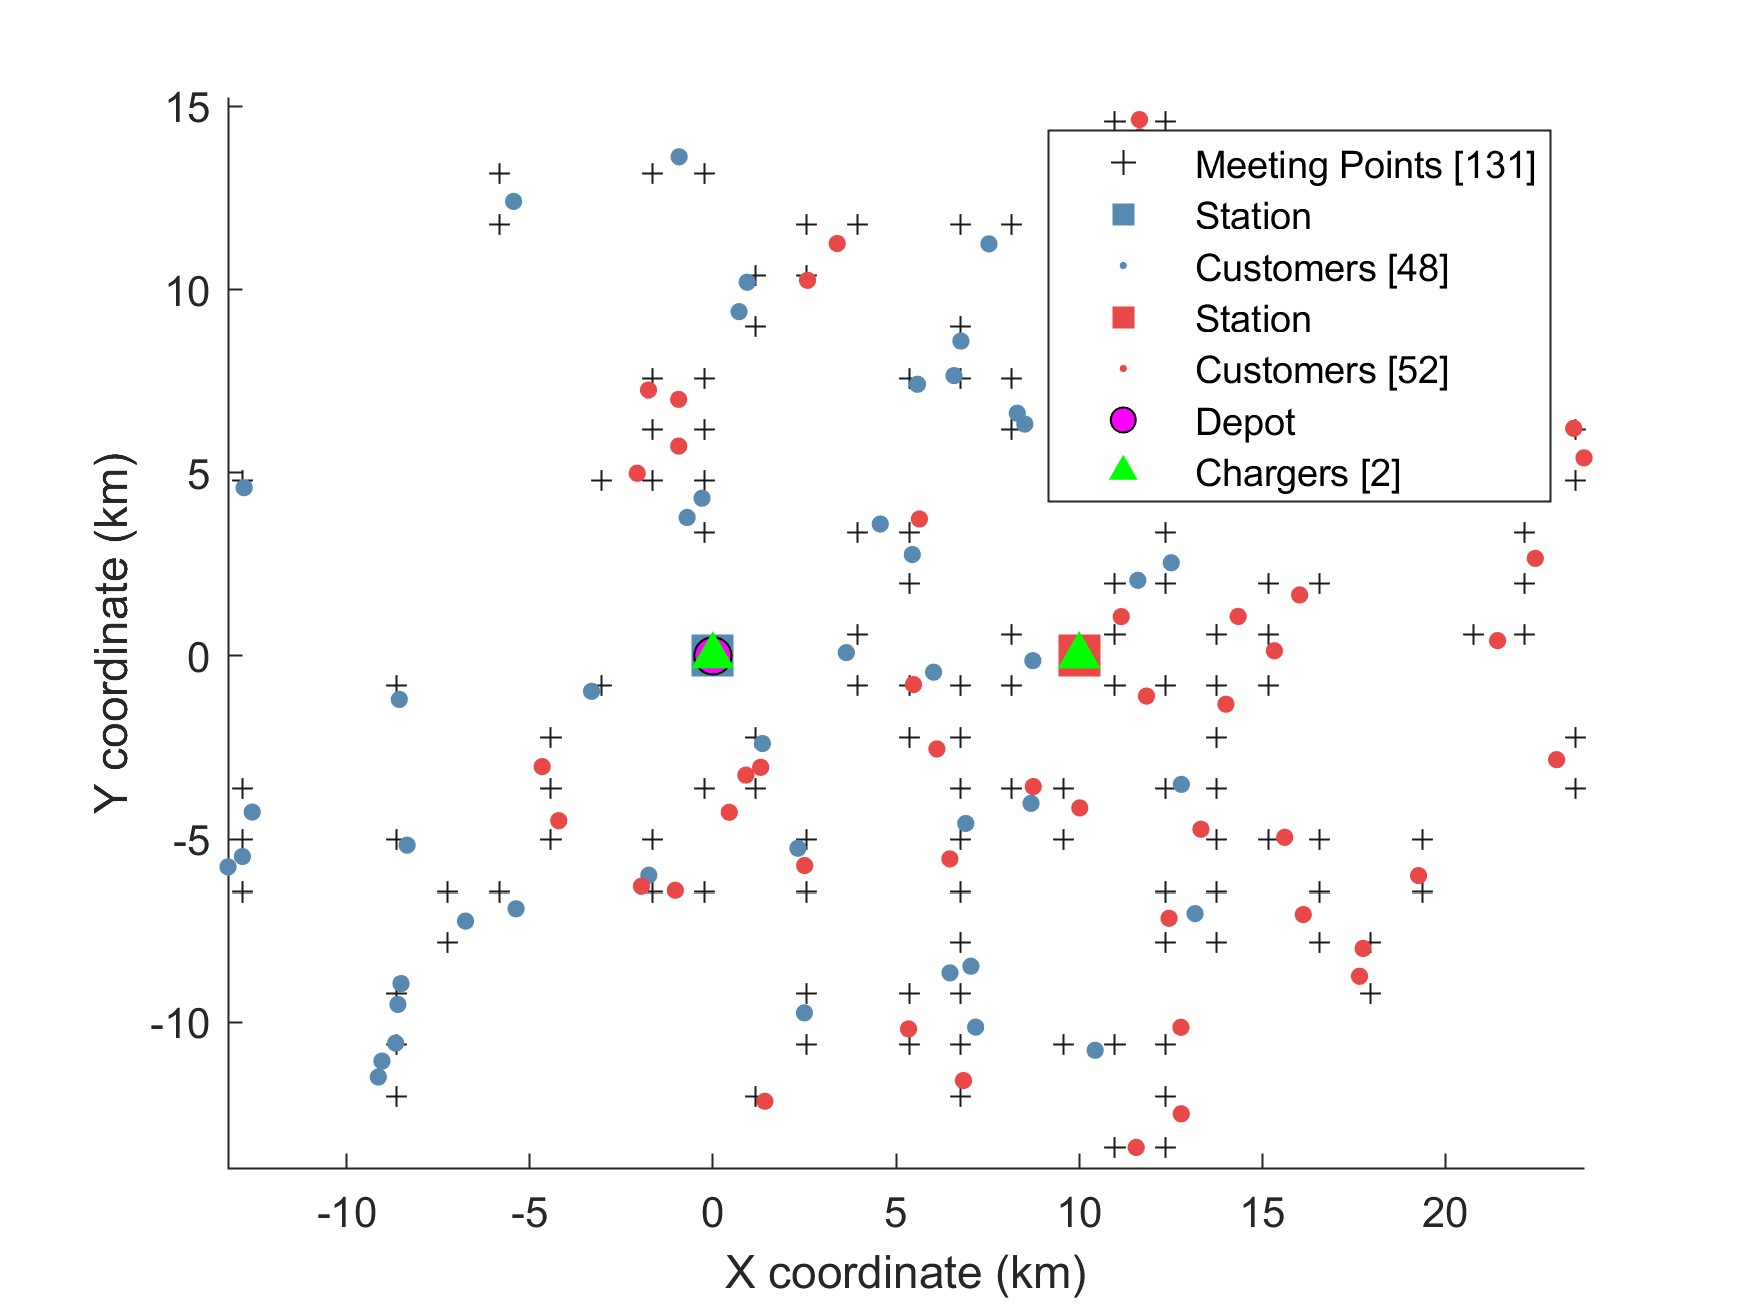 15
10
5
0
-5
-10
Y coordinate (km)
Meeting Points [131]
Station
Customers [48]
Station
Customers [52]
Depot
Chargers [2]
-10 -5 0 5 10 15 20
X coordinate (km)